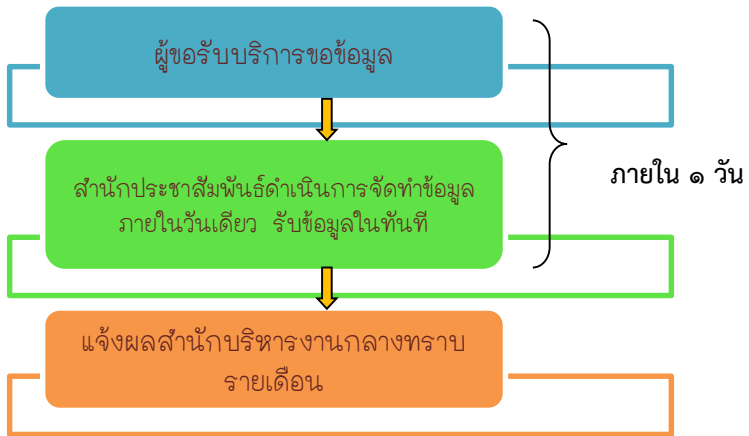 ผู้ขอรับบริการขอข้อมูล
ภายใน ๑ วัน
สำนักประชาสัมพันธ์ดำเนินการจัดทำข้อมูล
ภายในวันเดียว รับข้อมูลในทันที
แจ้งผลสำนักบริหารงานกลางทราบ
รายเดือน